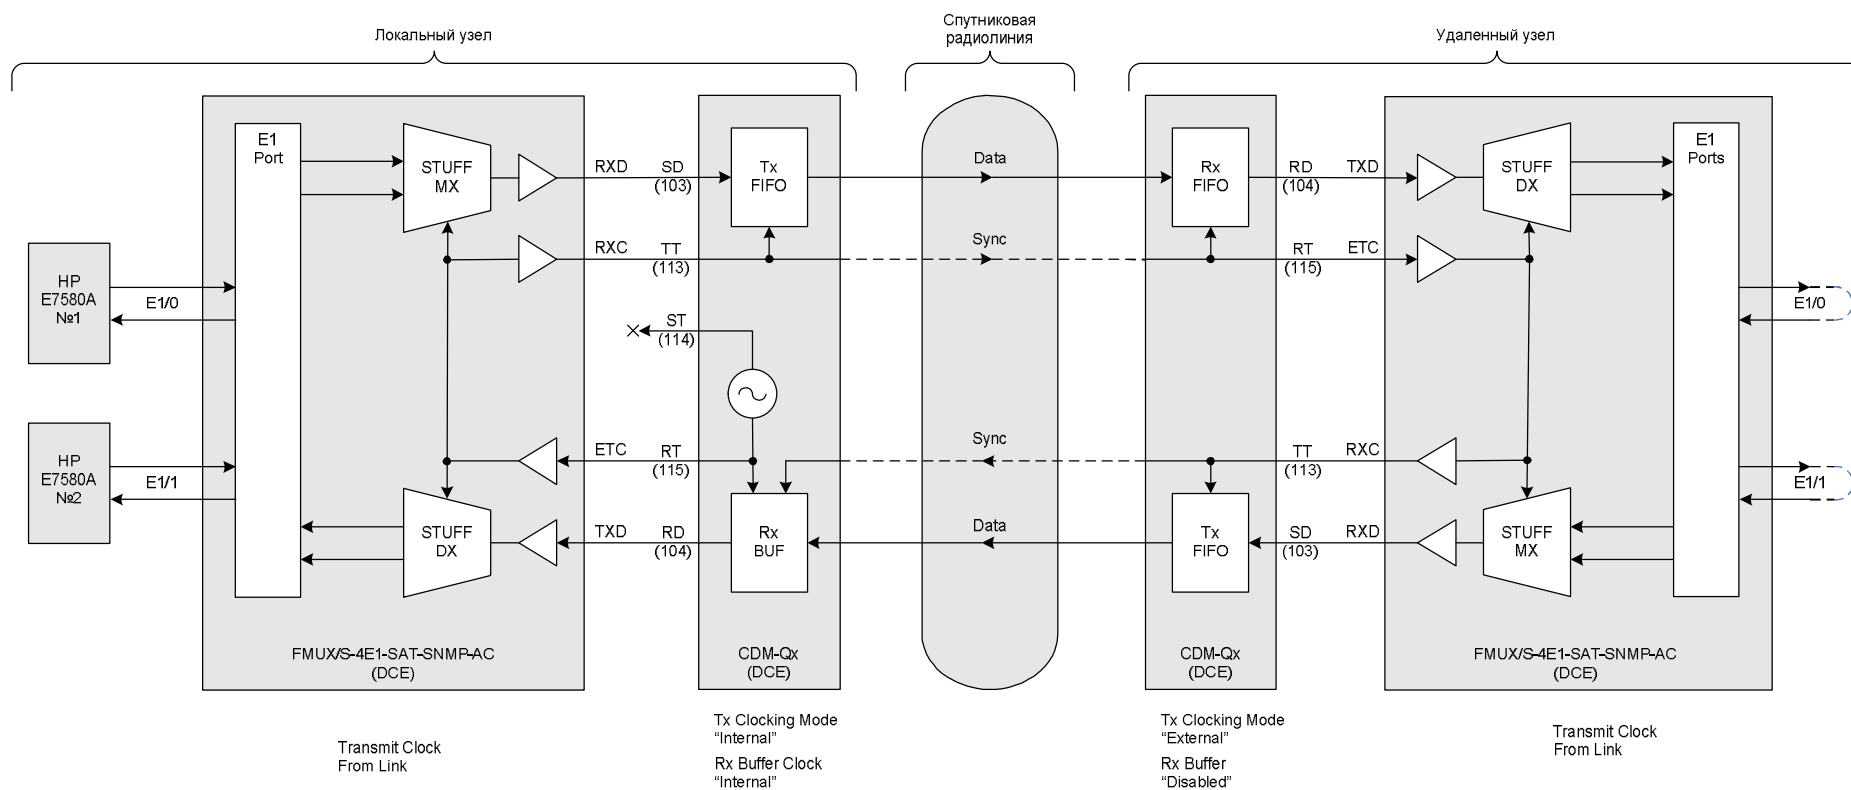 Локальный узел
Спутниковая
радиолиния
Удаленный узел
E1
Port
STUFF
MX
RXD
SD
(103)
Tx
FIFO
Data
Rx
FIFO
RD
(104)
TXD
STUFF
DX
E1
Ports
RXC
TT
(113)
Sync
RT
(115)
ETC
HP
E7580A
№1
E1/0
E1/0
ST
(114)
HP
E7580A
№2
E1/1
ETC
RT
(115)
Sync
TT
(113)
RXC
E1/1
STUFF
DX
TXD
RD
(104)
Rx
BUF
Data
Tx
FIFO
SD
(103)
RXD
STUFF
MX
FMUX/S-4E1-SAT-SNMP-AC
(DCE)
CDM-Qx
(DCE)
CDM-Qx
(DCE)
FMUX/S-4E1-SAT-SNMP-AC
(DCE)
Transmit Clock
From Link
Tx Clocking Mode
“Internal”
Rx Buffer Clock
“Internal”
Tx Clocking Mode
“External”
Rx Buffer
“Disabled”
Transmit Clock
From Link